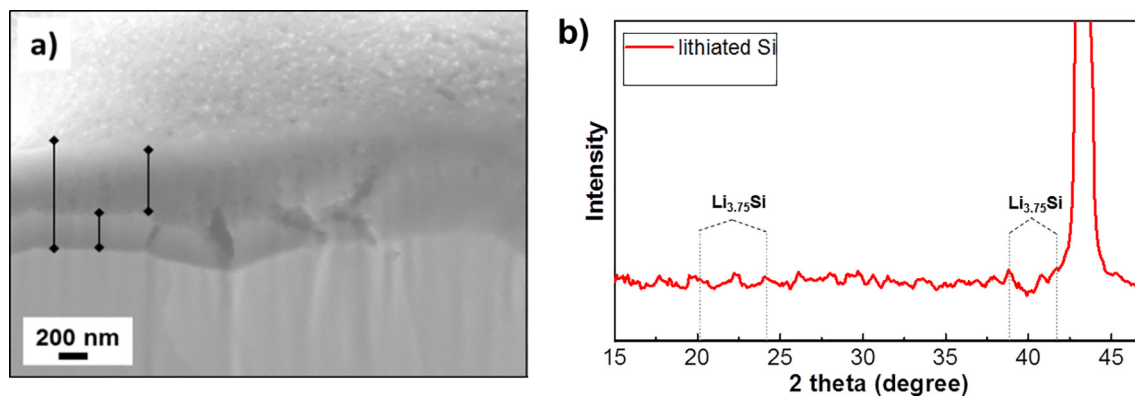 a)
200 nm
b)
lithiated Si
Li3.75Si
Li3.75Si
Intensity
15 20 25 30 35 40 45
2 theta (degree)